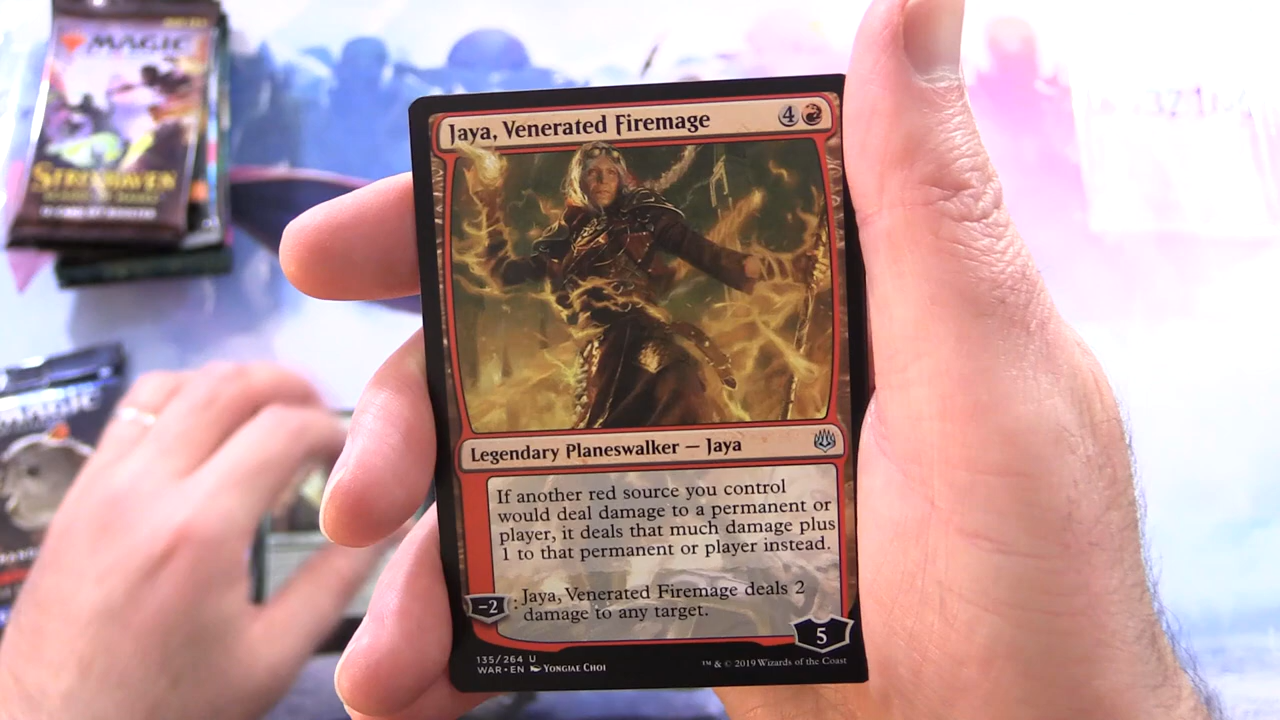 MAGIC
STRIXHAVEN
MAGIC
Jaya, Venerated Firemage
4
Legendary Planeswalker — Jaya
If another red source you control
would deal damage to a permanent or
player, it deals that much damage plus
1 to that permanent or player instead.
−2 : Jaya, Venerated Firemage deals 2
damage to any target.
5
135/264 U
WAR • EN YONGJAE CHOI
™ & © 2019 Wizards of the Coast